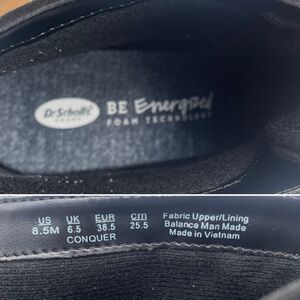 Dr.Scholl's
SHOES
BE Energized
FOAM TECHNOLOGY
US UK EUR cm
8.5M 6.5 38.5 25.5
CONQUER
Fabric Upper/Lining
Balance Man Made
Made in Vietnam